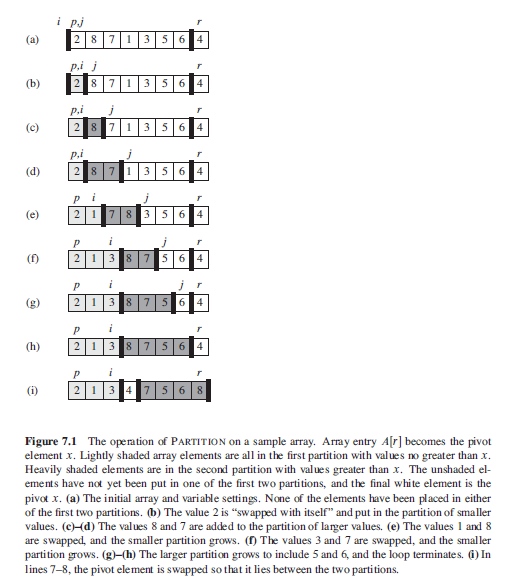 i p,j r
(a) 2 8 7 1 3 5 6 4
p,i j r
(b) 2 8 7 1 3 5 6 4
p,i j r
(c) 2 8 7 1 3 5 6 4
p,i j r
(d) 2 8 7 1 3 5 6 4
p i j r
(e) 2 1 7 8 3 5 6 4
p i j r
(f) 2 1 3 8 7 5 6 4
p i j r
(g) 2 1 3 8 7 5 6 4
p i r
(h) 2 1 3 8 7 5 6 4
p i r
(i) 2 1 3 4 7 5 6 8
Figure 7.1 The operation of PARTITION on a sample array. Array entry A[r] becomes the pivot
element x. Lightly shaded array elements are all in the first partition with values no greater than x.
Heavily shaded elements are in the second partition with values greater than x. The unshaded el-
ements have not yet been put in one of the first two partitions, and the final white element is the
pivot x. (a) The initial array and variable settings. None of the elements have been placed in either
of the first two partitions. (b) The value 2 is “swapped with itself” and put in the partition of smaller
values. (c)–(d) The values 8 and 7 are added to the partition of larger values. (e) The values 1 and 8
are swapped, and the smaller partition grows. (f) The values 3 and 7 are swapped, and the smaller
partition grows. (g)–(h) The larger partition grows to include 5 and 6, and the loop terminates. (i) In
lines 7–8, the pivot element is swapped so that it lies between the two partitions.